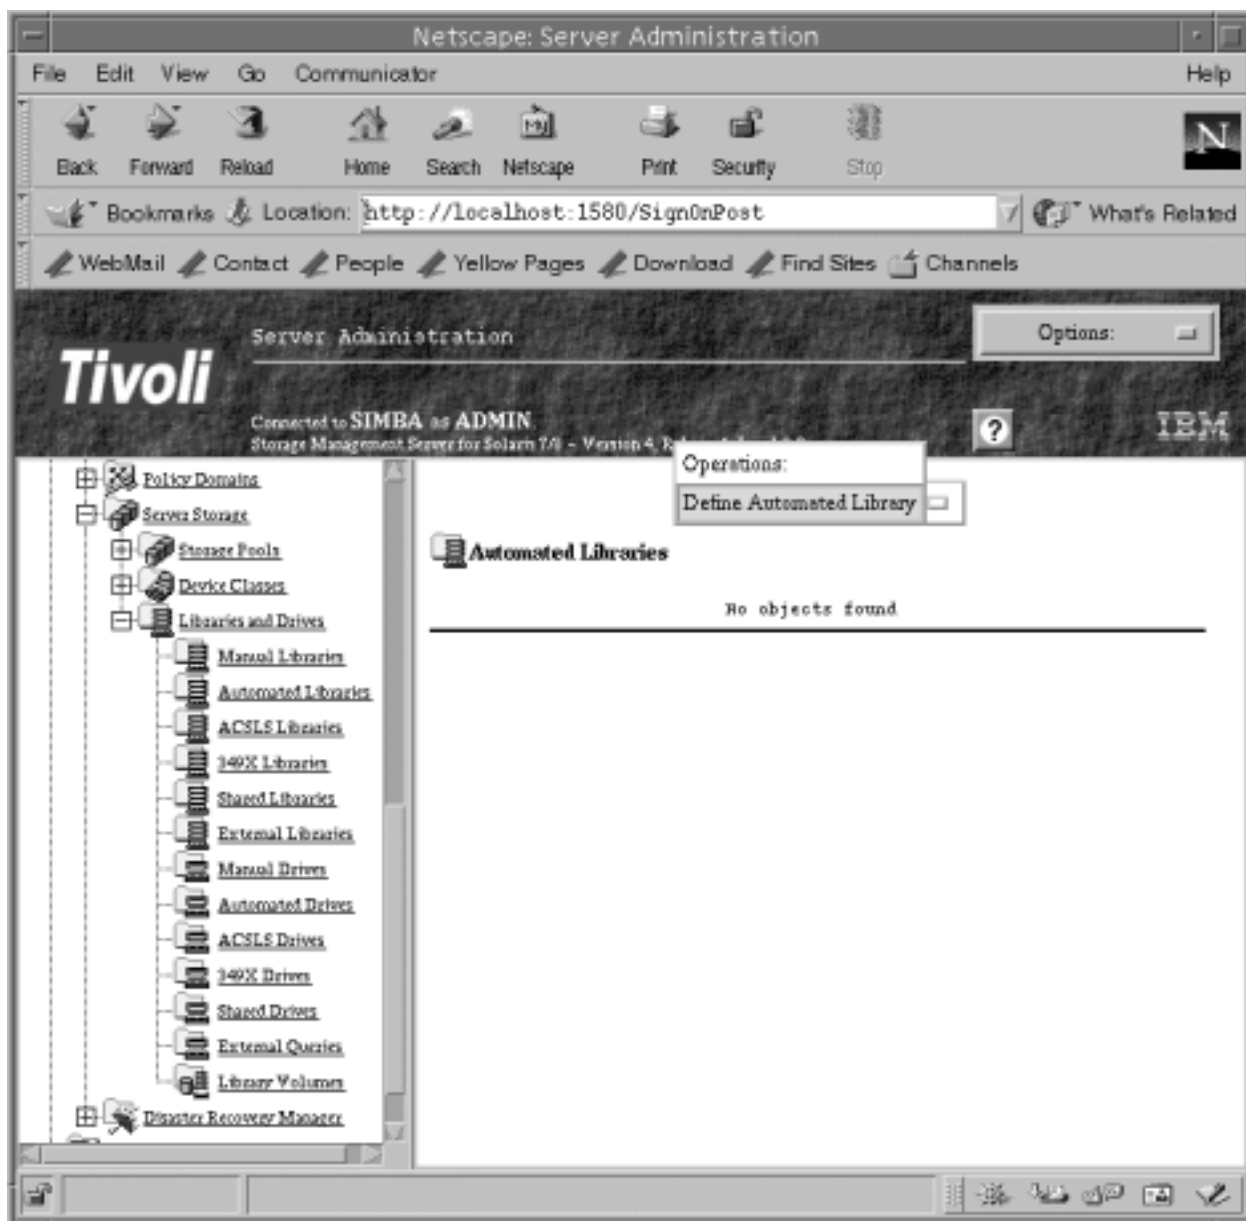 Netscape: Server Administration
File Edit View Go Communicator Help
Back Forward Reload Home Search Netscape Print Security Stop
My
N
Bookmarks Location: http://localhost:1580/SignOnPost What's Related
WebMail Contact People Yellow Pages Download Find Sites Channels
Tivoli
Server Administration
Options:
Connected to SIMBA as ADMIN
Storage Management Server for Solaris 7/8 - Version 4,
?
IBM
Operations:
Define Automated Library
Policy Domains
Server Storage
Storage Pools
Device Classes
Libraries and Drives
Manual Libraries
Automated Libraries
ACSLS Libraries
349X Libraries
Shared Libraries
External Libraries
Manual Drives
Automated Drives
ACSLS Drives
349X Drives
Shared Drives
External Queries
Library Volumes
Disaster Recovery Manager
Automated Libraries
No objects found